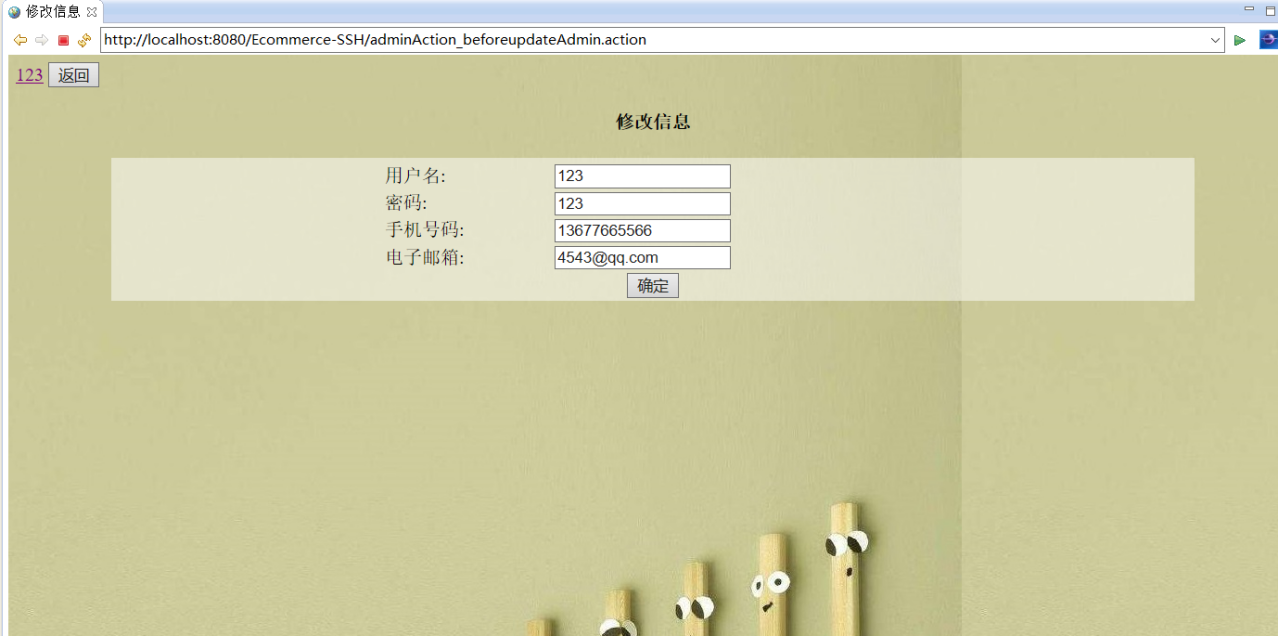 修改信息
http://localhost:8080/Ecommerce-SSH/adminAction_beforeupdateAdmin.action
123 返回
修改信息
用户名: 123
密码: 123
手机号码: 13677665566
电子邮箱: 4543@qq.com
确定